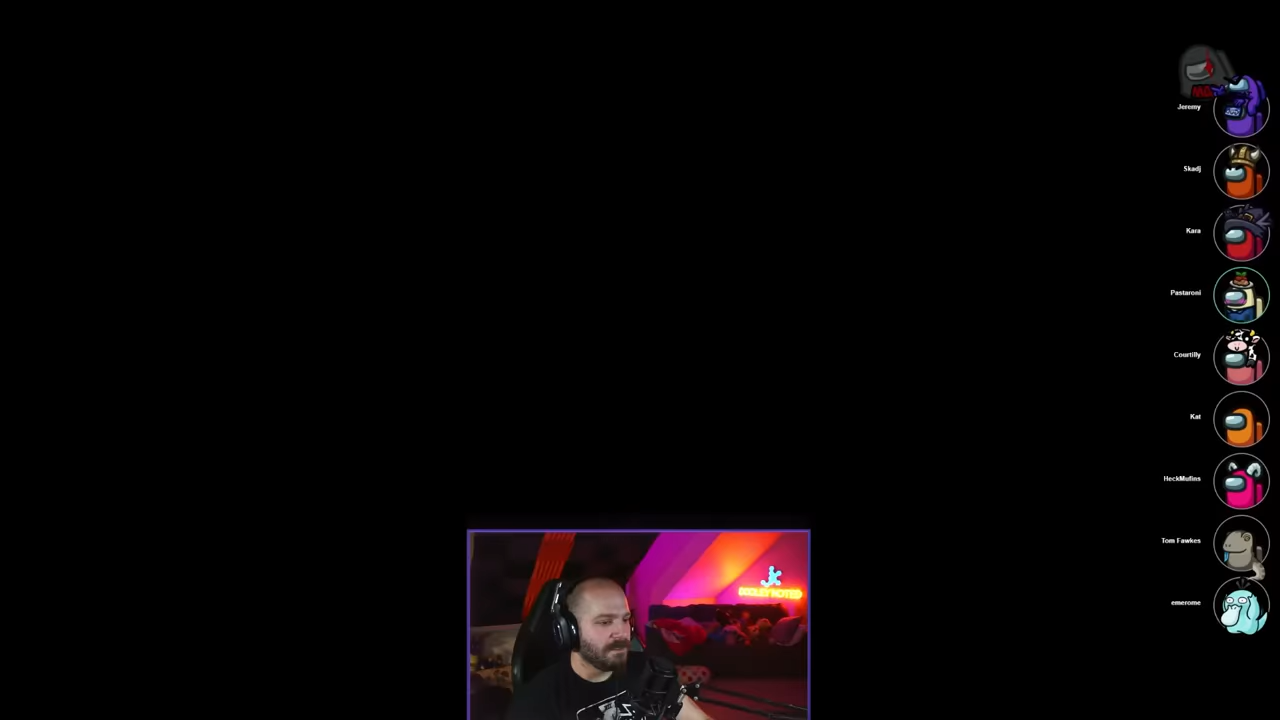 Jeremy
Skadj
Kara
Pastaroni
Courtilly
Kat
HeckMufins
Tom Fawkes
emerome